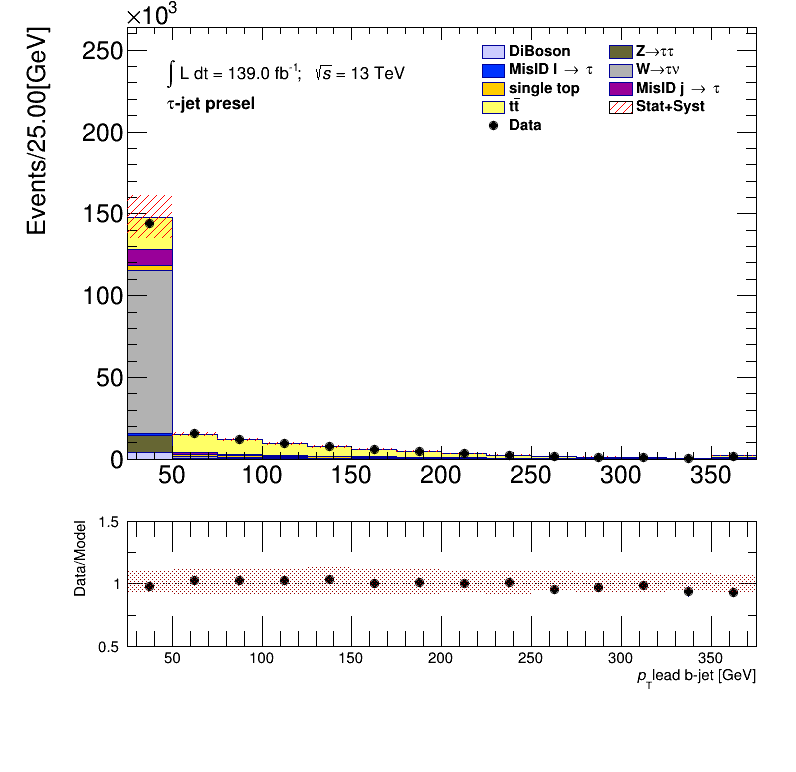 ×10³
Events/25.00[GeV]
250
200
150
100
50
0
∫ L dt = 139.0 fb⁻¹; √s = 13 TeV
τ-jet presel
DiBoson
MisID l → τ
single top
tt̄
Data
Z→ττ
W→τν
MisID j → τ
Stat+Syst
50 100 150 200 250 300 350
Data/Model
1.5
1
0.5
50 100 150 200 250 300 350
p_T lead b-jet [GeV]